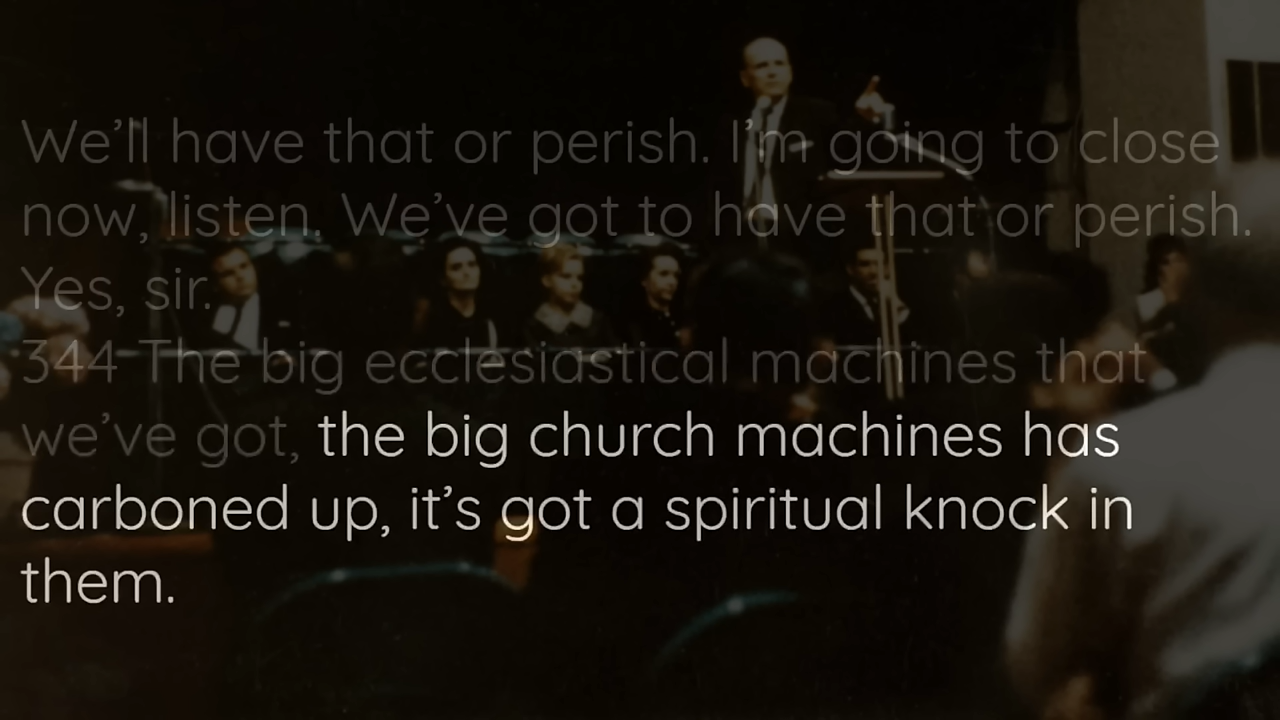 We'll have that or perish. I'm going to close
now, listen. We've got to have that or perish.
Yes, sir.
344 The big ecclesiastical machines that
we've got, the big church machines has
carboned up, it's got a spiritual knock in
them.